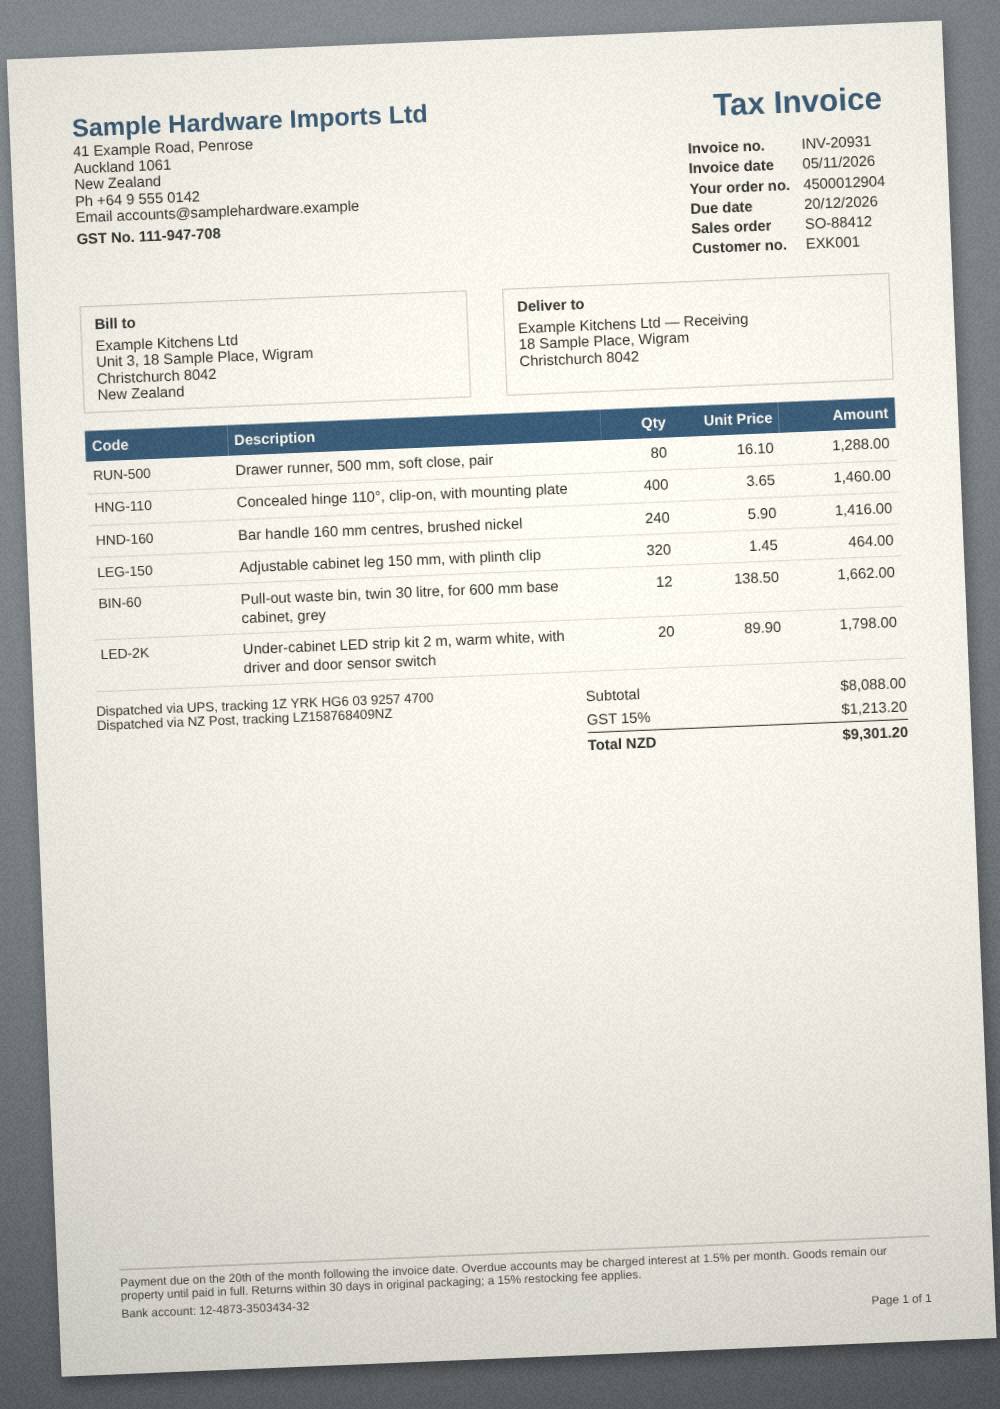 Sample Hardware Imports Ltd
41 Example Road, Penrose
Auckland 1061
New Zealand
Ph +64 9 555 0142
Email accounts@samplehardware.example
GST No. 111-947-708
Tax Invoice
Invoice no. INV-20931
Invoice date 05/11/2026
Your order no. 4500012904
Due date 20/12/2026
Sales order SO-88412
Customer no. EXK001
Bill to
Example Kitchens Ltd
Unit 3, 18 Sample Place, Wigram
Christchurch 8042
New Zealand
Deliver to
Example Kitchens Ltd — Receiving
18 Sample Place, Wigram
Christchurch 8042
Code Description Qty Unit Price Amount
RUN-500 Drawer runner, 500 mm, soft close, pair 80 16.10 1,288.00
HNG-110 Concealed hinge 110°, clip-on, with mounting plate 400 3.65 1,460.00
HND-160 Bar handle 160 mm centres, brushed nickel 240 5.90 1,416.00
LEG-150 Adjustable cabinet leg 150 mm, with plinth clip 320 1.45 464.00
BIN-60 Pull-out waste bin, twin 30 litre, for 600 mm base 12 138.50 1,662.00
cabinet, grey
LED-2K Under-cabinet LED strip kit 2 m, warm white, with 20 89.90 1,798.00
driver and door sensor switch
Dispatched via UPS, tracking 1Z YRK HG6 03 9257 4700
Dispatched via NZ Post, tracking LZ158768409NZ
Subtotal $8,088.00
GST 15% $1,213.20
Total NZD $9,301.20
Payment due on the 20th of the month following the invoice date. Overdue accounts may be charged interest at 1.5% per month. Goods remain our
property until paid in full. Returns within 30 days in original packaging; a 15% restocking fee applies.
Bank account: 12-4873-3503434-32
Page 1 of 1